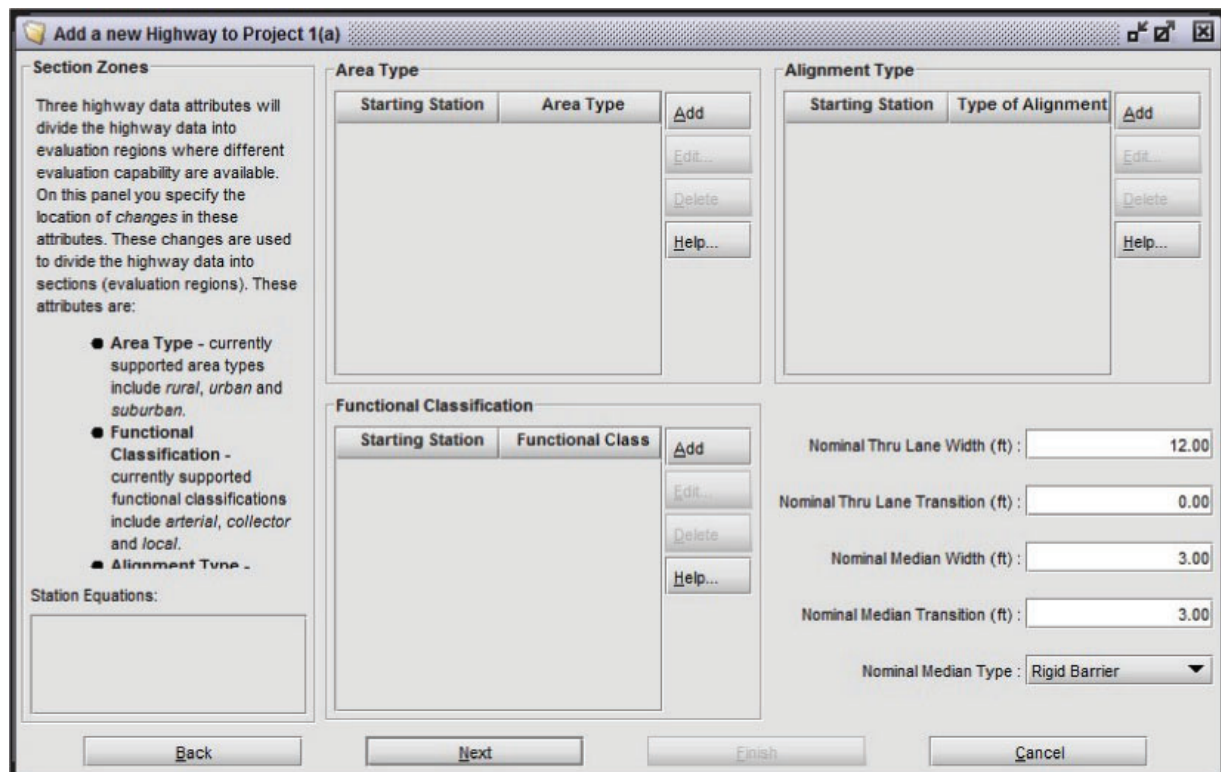 Add a new Highway to Project 1(a)
Section Zones
Three highway data attributes will
divide the highway data into
evaluation regions where different
evaluation capability are available.
On this panel you specify the
location of changes in these
attributes. These changes are used
to divide the highway data into
sections (evaluation regions). These
attributes are:
Area Type - currently
supported area types
include rural, urban and
suburban.
Functional
Classification -
currently supported
functional classifications
include arterial, collector
and local.
Alignment Type -
Station Equations:
Area Type
Starting Station Area Type
Add
Edit...
Delete
Help...
Alignment Type
Starting Station Type of Alignment
Add
Edit...
Delete
Help...
Functional Classification
Starting Station Functional Class
Add
Edit...
Delete
Help...
Nominal Thru Lane Width (ft) : 12.00
Nominal Thru Lane Transition (ft) : 0.00
Nominal Median Width (ft) : 3.00
Nominal Median Transition (ft) : 3.00
Nominal Median Type : Rigid Barrier
Back Next Finish Cancel